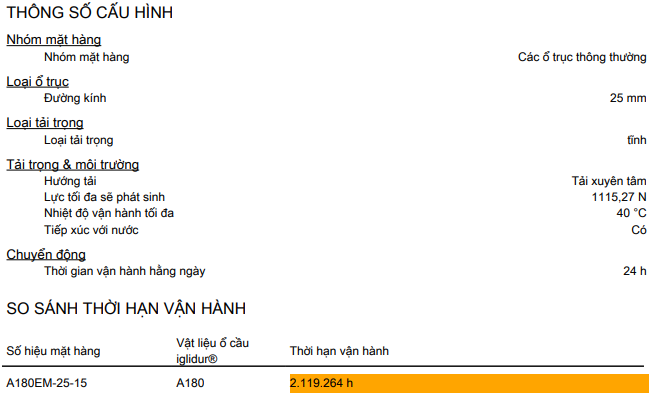 THÔNG SỐ CẤU HÌNH
Nhóm mặt hàng
Nhóm mặt hàng Các ổ trục thông thường
Loại ổ trục
Đường kính 25 mm
Loại tải trọng
Loại tải trọng tĩnh
Tải trọng & môi trường
Hướng tải Tải xuyên tâm
Lực tối đa sẽ phát sinh 1115,27 N
Nhiệt độ vận hành tối đa 40 °C
Tiếp xúc với nước Có
Chuyển động
Thời gian vận hành hằng ngày 24 h
SO SÁNH THỜI HẠN VẬN HÀNH
Số hiệu mặt hàng Vật liệu ổ cầu iglidur® Thời hạn vận hành
A180EM-25-15 A180 2.119.264 h